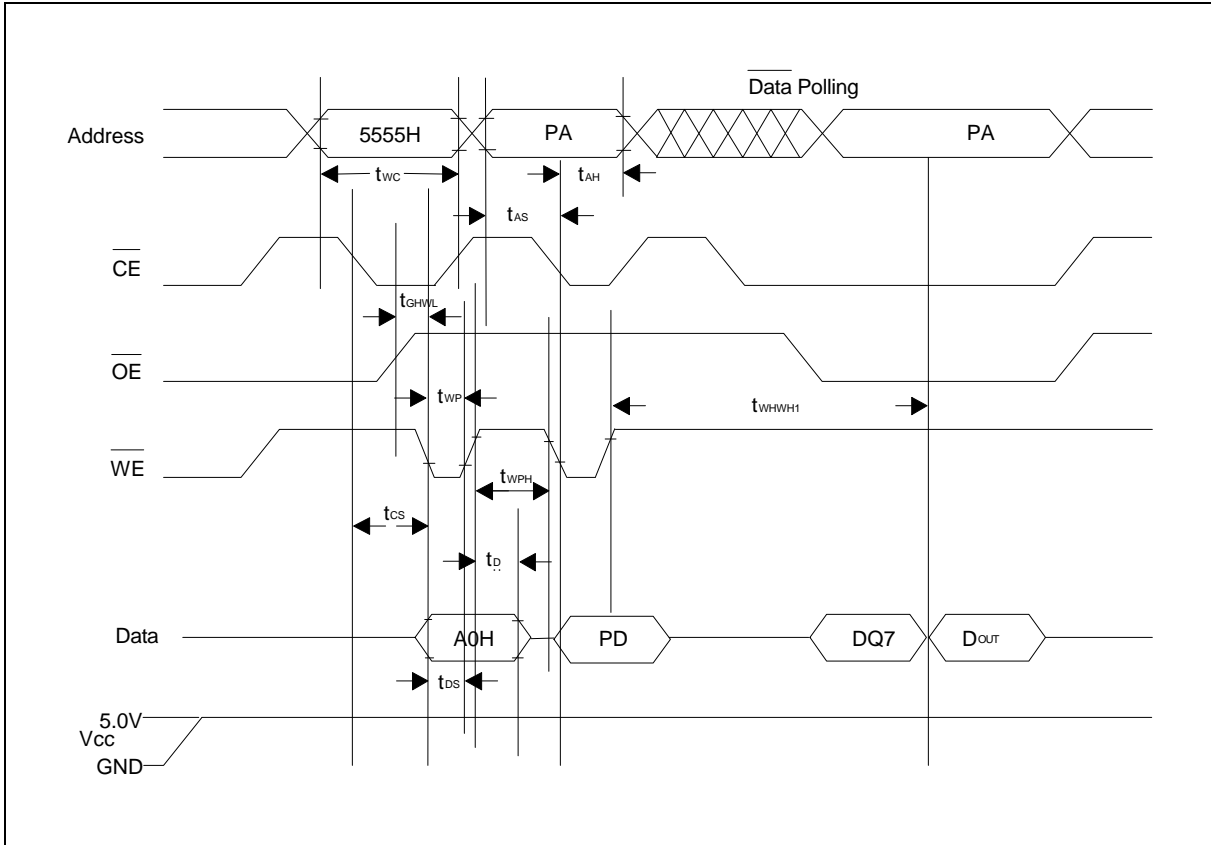 Data Polling
Address
5555H
PA
PA
tWC
tAH
tAS
CE
tGHWL
OE
tWP
tWHWH1
WE
tWPH
tCS
tD
Data
A0H
PD
DQ7
DOUT
tDS
5.0V
Vcc
GND